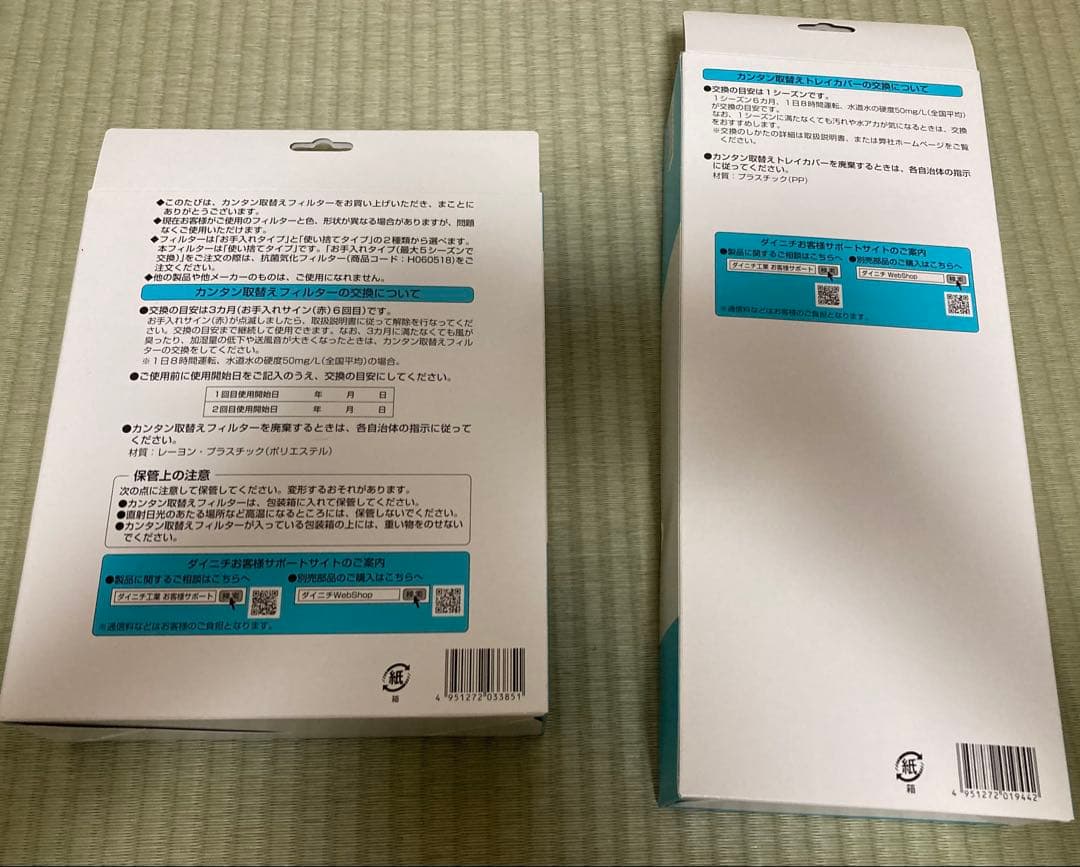 ◆このたびは、カンタン取替えフィルターをお買い上げいただき、まことに
ありがとうございます。
◆現在お客様がご使用のフィルターと色、形状が異なる場合がありますが、問題
なくご使用いただけます。
◆フィルターは「お手入れタイプ」と「使い捨てタイプ」の2種類から選べます。
本フィルターは「使い捨てタイプ」です。「お手入れタイプ(最大5シーズンで
交換)」をご注文の際は、抗菌気化フィルター(商品コード:H060518)をご
注文ください。
◆他の製品や他メーカーのものは、ご使用になれません。
カンタン取替えフィルターの交換について
●交換の目安は3カ月(お手入れサイン(赤)6回目)です。
お手入れサイン(赤)が点滅しましたら、取扱説明書に従って解除を行なってくだ
さい。交換の目安まで継続して使用できます。なお、3カ月に満たなくても風が
臭ったり、加湿量の低下や送風音が大きくなったときは、カンタン取替えフィル
ターの交換をしてください。
※1日8時間運転、水道水の硬度50mg/L(全国平均)の場合。
●ご使用前に使用開始日をご記入のうえ、交換の目安にしてください。
1回目使用開始日 年 月 日
2回目使用開始日 年 月 日
●カンタン取替えフィルターを廃棄するときは、各自治体の指示に従って
ください。
材質:レーヨン・プラスチック(ポリエステル)
保管上の注意
次の点に注意して保管してください。変形するおそれがあります。
●カンタン取替えフィルターは、包装箱に入れて保管してください。
●直射日光のあたる場所など高温になるところには、保管しないでください。
●カンタン取替えフィルターが入っている包装箱の上には、重い物をのせない
でください。
ダイニチお客様サポートサイトのご案内
●製品に関するご相談はこちらへ ●別売部品のご購入はこちらへ
ダイニチ工業 お客様サポート 検索 ダイニチWebShop 検索
※通信料などはお客様のご負担となります。
紙
箱
4 951272 033851
カンタン取替えトレイカバーの交換について
●交換の目安は1シーズンです。
1シーズン6カ月、1日8時間運転、水道水の硬度50mg/L(全国平均)
が交換の目安です。
なお、1シーズンに満たなくても汚れや水アカが気になるときは、交換
をおすすめします。
※交換のしかたの詳細は取扱説明書、または弊社ホームページをご覧
ください。
●カンタン取替えトレイカバーを廃棄するときは、各自治体の指示
に従ってください。
材質:プラスチック(PP)
ダイニチお客様サポートサイトのご案内
●製品に関するご相談はこちらへ ●別売部品のご購入はこちらへ
ダイニチ工業 お客様サポート 検索 ダイニチ WebShop 検索
※通信料などはお客様のご負担となります。
紙
箱
4 951272 019442